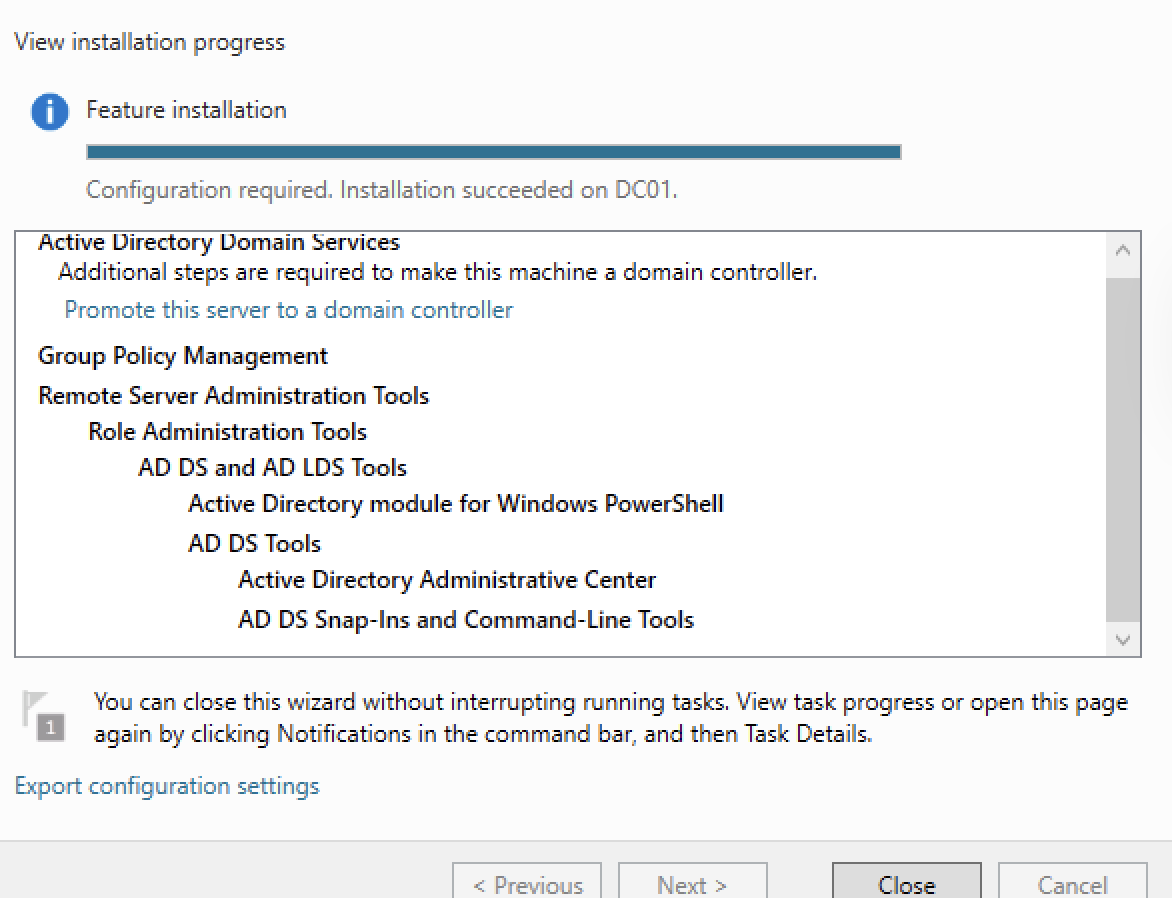 View installation progress
Feature installation
Configuration required. Installation succeeded on DC01.
Active Directory Domain Services
Additional steps are required to make this machine a domain controller.
Promote this server to a domain controller
Group Policy Management
Remote Server Administration Tools
Role Administration Tools
AD DS and AD LDS Tools
Active Directory module for Windows PowerShell
AD DS Tools
Active Directory Administrative Center
AD DS Snap-Ins and Command-Line Tools
1
You can close this wizard without interrupting running tasks. View task progress or open this page
again by clicking Notifications in the command bar, and then Task Details.
Export configuration settings
< Previous Next > Close Cancel